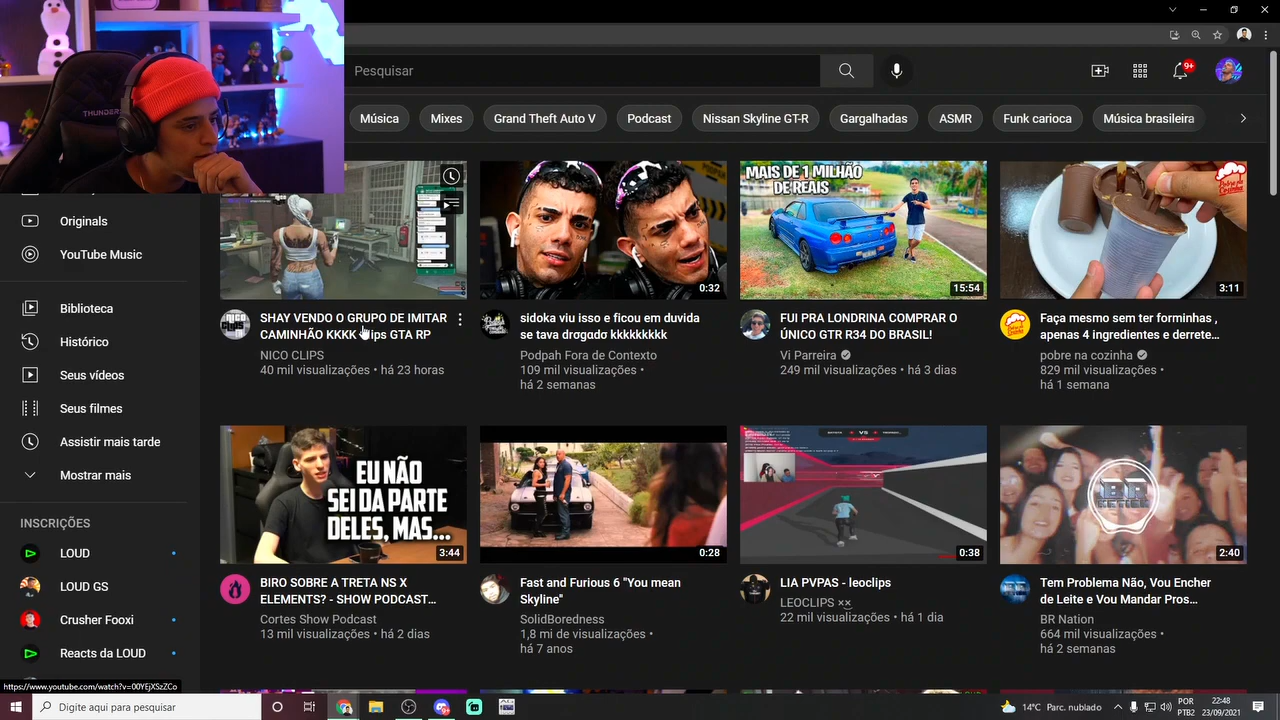 THUNDERX3
Pesquisar
9+
Música
Mixes
Grand Theft Auto V
Podcast
Nissan Skyline GT-R
Gargalhadas
ASMR
Funk carioca
Música brasileira
Originals
YouTube Music
Biblioteca
Histórico
Seus vídeos
Seus filmes
Assistir mais tarde
Mostrar mais
INSCRIÇÕES
LOUD
LOUD GS
Crusher Fooxi
Reacts da LOUD
SHAY VENDO O GRUPO DE IMITAR
CAMINHÃO KKKK clips GTA RP
NICO CLIPS
40 mil visualizações • há 23 horas
0:32
sidoka viu isso e ficou em duvida
se tava drogado kkkkkkkkk
Podpah Fora de Contexto
109 mil visualizações •
há 2 semanas
MAIS DE 1 MILHÃO
DE REAIS
15:54
FUI PRA LONDRINA COMPRAR O
ÚNICO GTR R34 DO BRASIL!
Vi Parreira
249 mil visualizações • há 3 dias
3:11
Faça mesmo sem ter forminhas ,
apenas 4 ingredientes e derrete...
pobre na cozinha
829 mil visualizações •
há 1 semana
EU NÃO
SEI DA PARTE
DELES, MAS...
3:44
BIRO SOBRE A TRETA NS X
ELEMENTS? - SHOW PODCAST...
Cortes Show Podcast
13 mil visualizações • há 2 dias
0:28
Fast and Furious 6 "You mean
Skyline"
SolidBoredness
1,8 mi de visualizações •
há 7 anos
VS
0:38
LIA PVPAS - leoclips
LEOCLIPS
22 mil visualizações • há 1 dia
BR
NATION
2:40
Tem Problema Não, Vou Encher
de Leite e Vou Mandar Pros...
BR Nation
664 mil visualizações •
há 2 semanas
https://www.youtube.com/watch?v=00YEjXSzZCo
Digite aqui para pesquisar
14°C Parc. nublado
POR
PTB2
22:48
23/09/2021